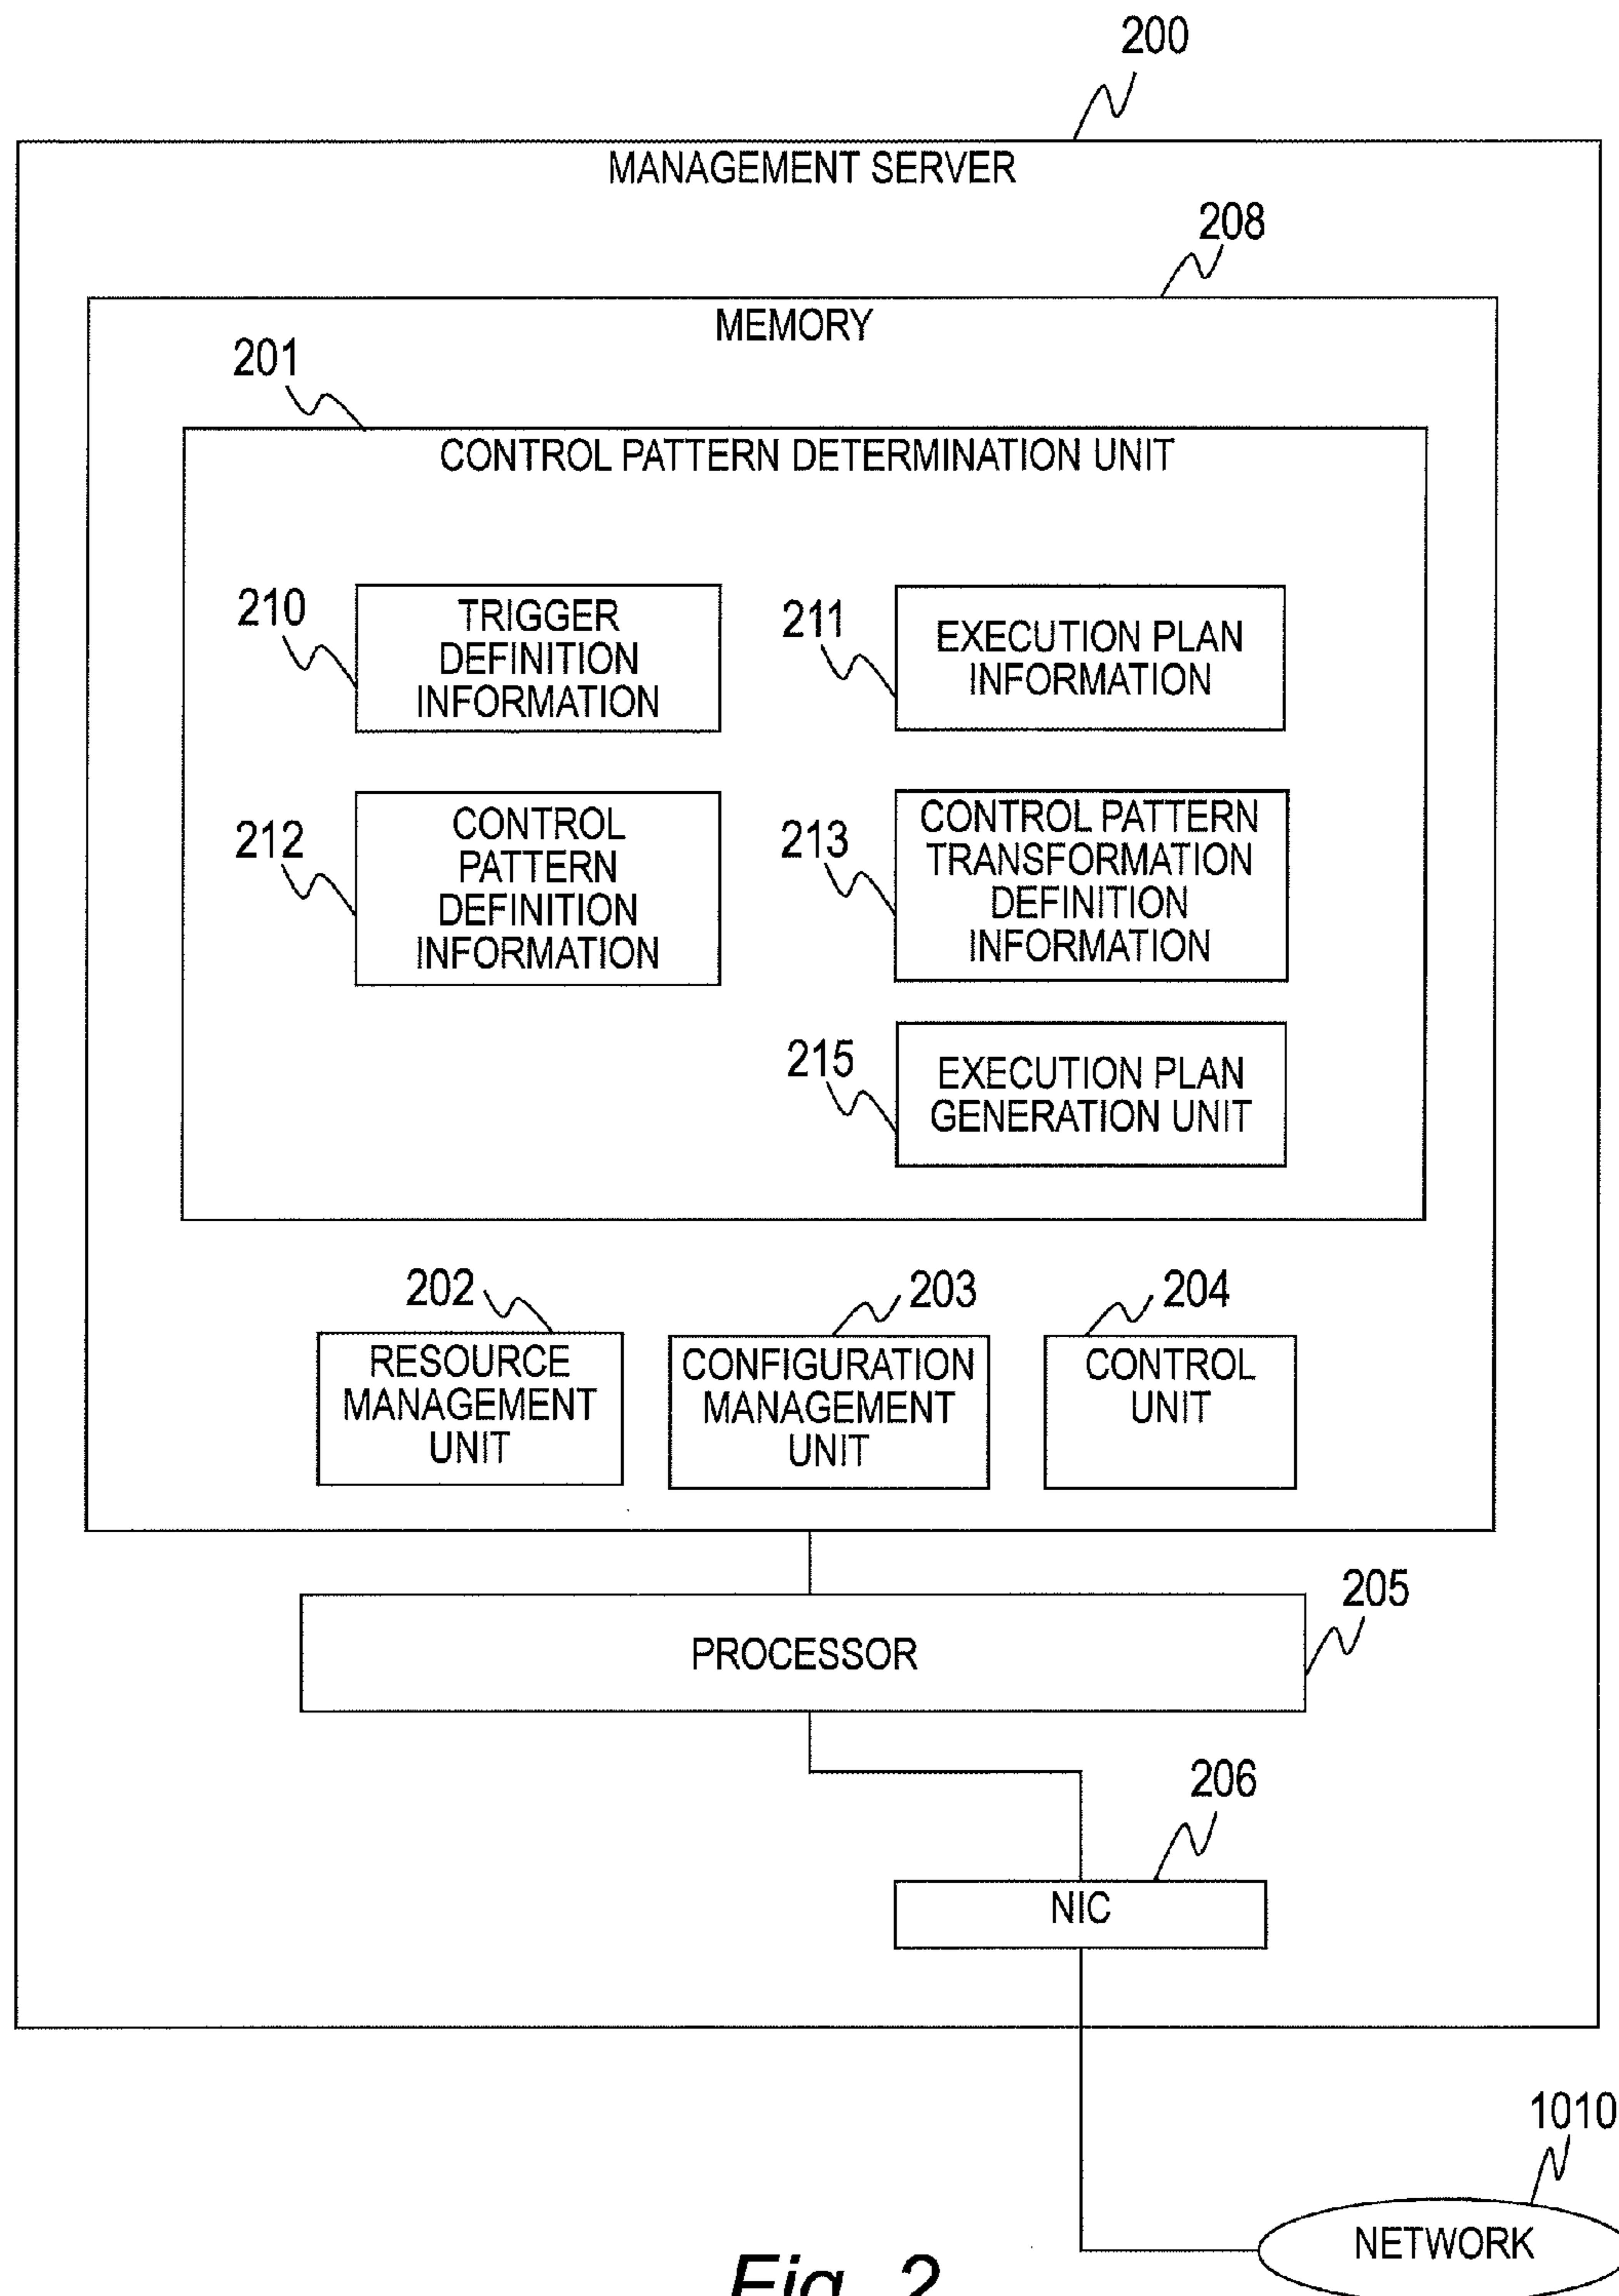 200
MANAGEMENT SERVER
208
MEMORY
201
CONTROL PATTERN DETERMINATION UNIT
210
TRIGGER
DEFINITION
INFORMATION
211
EXECUTION PLAN
INFORMATION
212
CONTROL
PATTERN
DEFINITION
INFORMATION
213
CONTROL PATTERN
TRANSFORMATION
DEFINITION
INFORMATION
215
EXECUTION PLAN
GENERATION UNIT
202
RESOURCE
MANAGEMENT
UNIT
203
CONFIGURATION
MANAGEMENT
UNIT
204
CONTROL
UNIT
205
PROCESSOR
206
NIC
1010
NETWORK
Fig. 2